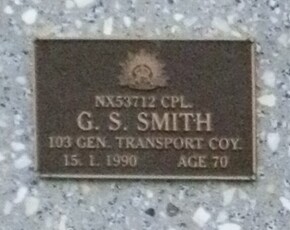 NX53712 CPL.
G. S. SMITH
103 GEN. TRANSPORT COY.
15. 1. 1990 AGE 70